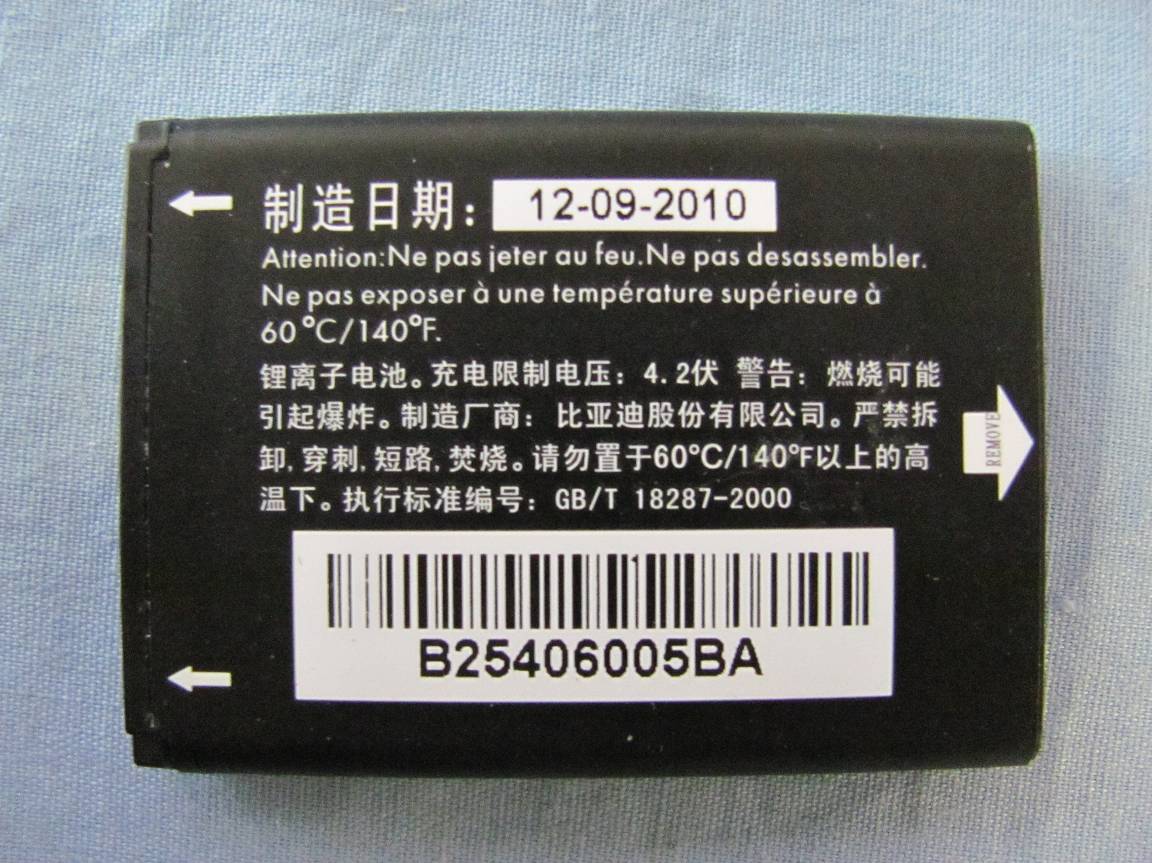 制造日期：12-09-2010
Attention:Ne pas jeter au feu.Ne pas desassembler.
Ne pas exposer à une température supérieure à
60℃/140℉.
锂离子电池。充电限制电压：4.2伏 警告：燃烧可能
引起爆炸。制造厂商：比亚迪股份有限公司。严禁拆
卸,穿刺,短路,焚烧。请勿置于60℃/140℉以上的高
温下。执行标准编号：GB/T 18287-2000
REMOVE
B25406005BA